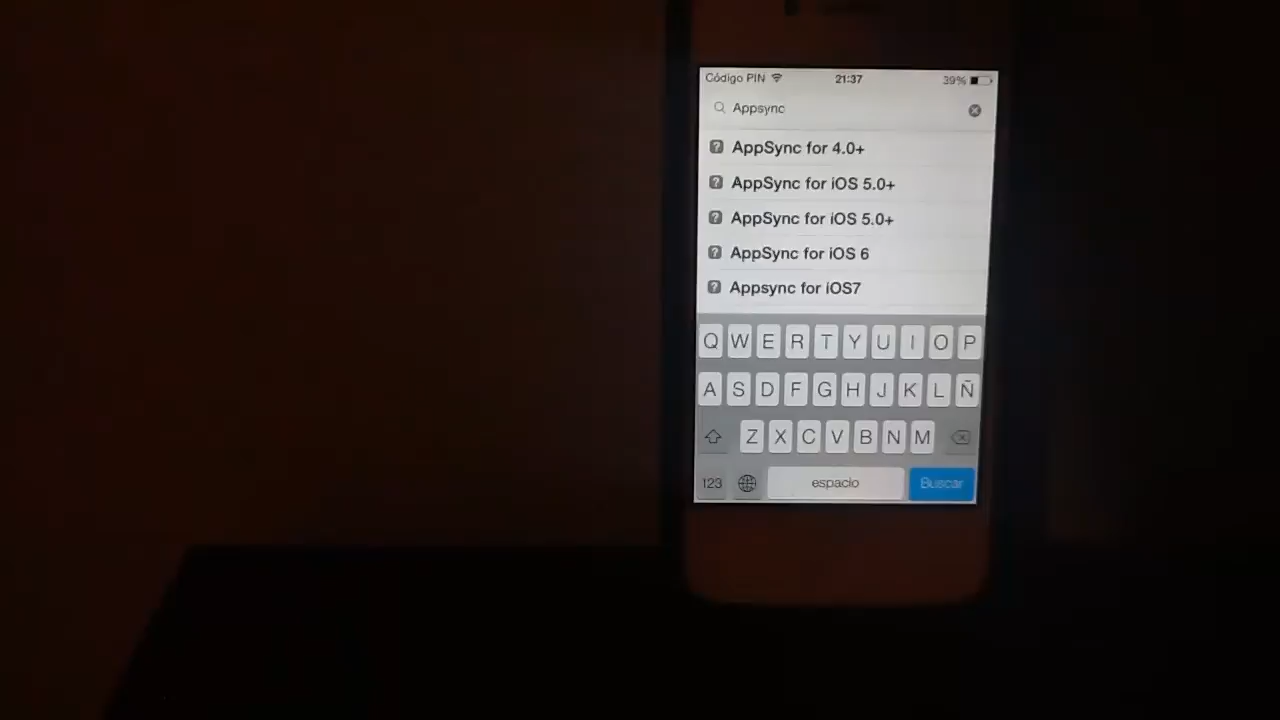 Código PIN 21:37 39%
Appsync
AppSync for 4.0+
AppSync for iOS 5.0+
AppSync for iOS 5.0+
AppSync for iOS 6
Appsync for iOS7
Q W E R T Y U I O P
A S D F G H J K L Ñ
Z X C V B N M
123 espacio Buscar